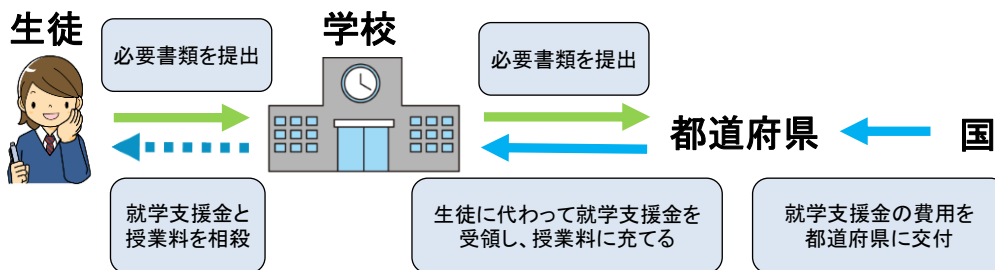 生徒
必要書類を提出
学校
必要書類を提出
都道府県
国
就学支援金と
授業料を相殺
生徒に代わって就学支援金を
受領し、授業料に充てる
就学支援金の費用を
都道府県に交付